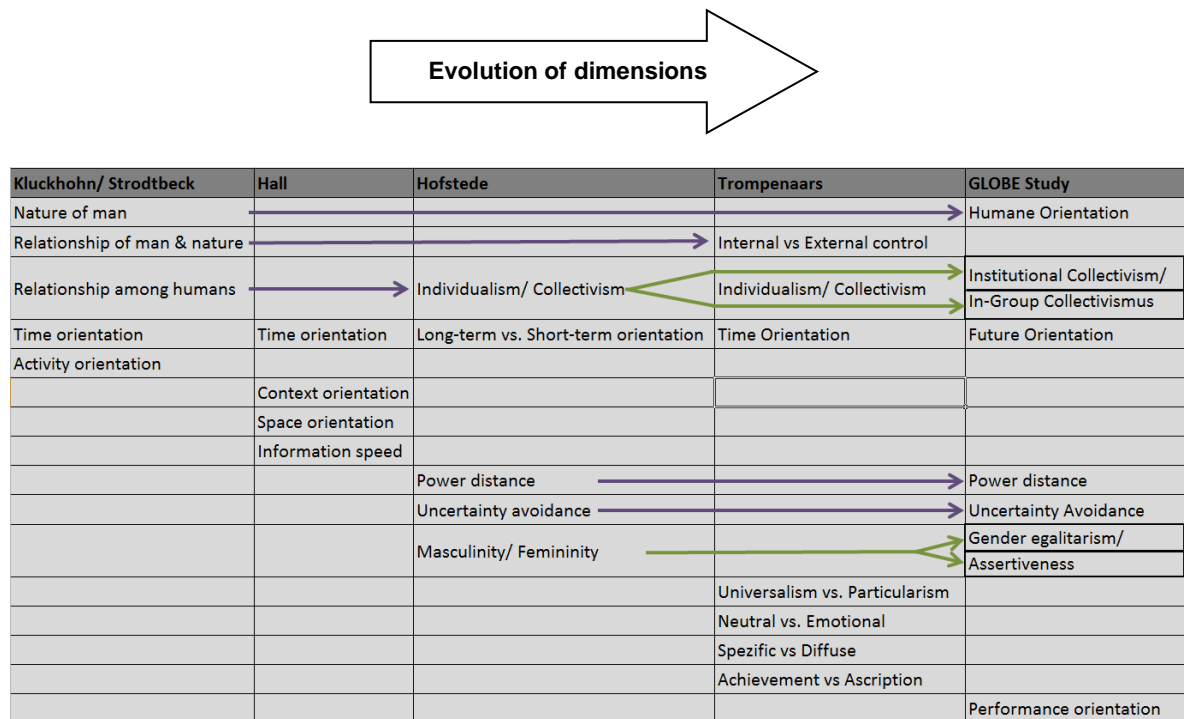 Evolution of dimensions
Kluckhohn/ Strodtbeck Hall Hofstede Trompenaars GLOBE Study
Nature of man Humane Orientation
Relationship of man & nature Internal vs External control
Relationship among humans Individualism/ Collectivism Individualism/ Collectivism Institutional Collectivism/
In-Group Collectivismus
Time orientation Time orientation Long-term vs. Short-term orientation Time Orientation Future Orientation
Activity orientation
Context orientation
Space orientation
Information speed
Power distance Power distance
Uncertainty avoidance Uncertainty Avoidance
Masculinity/ Femininity Gender egalitarism/
Assertiveness
Universalism vs. Particularism
Neutral vs. Emotional
Spezific vs Diffuse
Achievement vs Ascription
Performance orientation